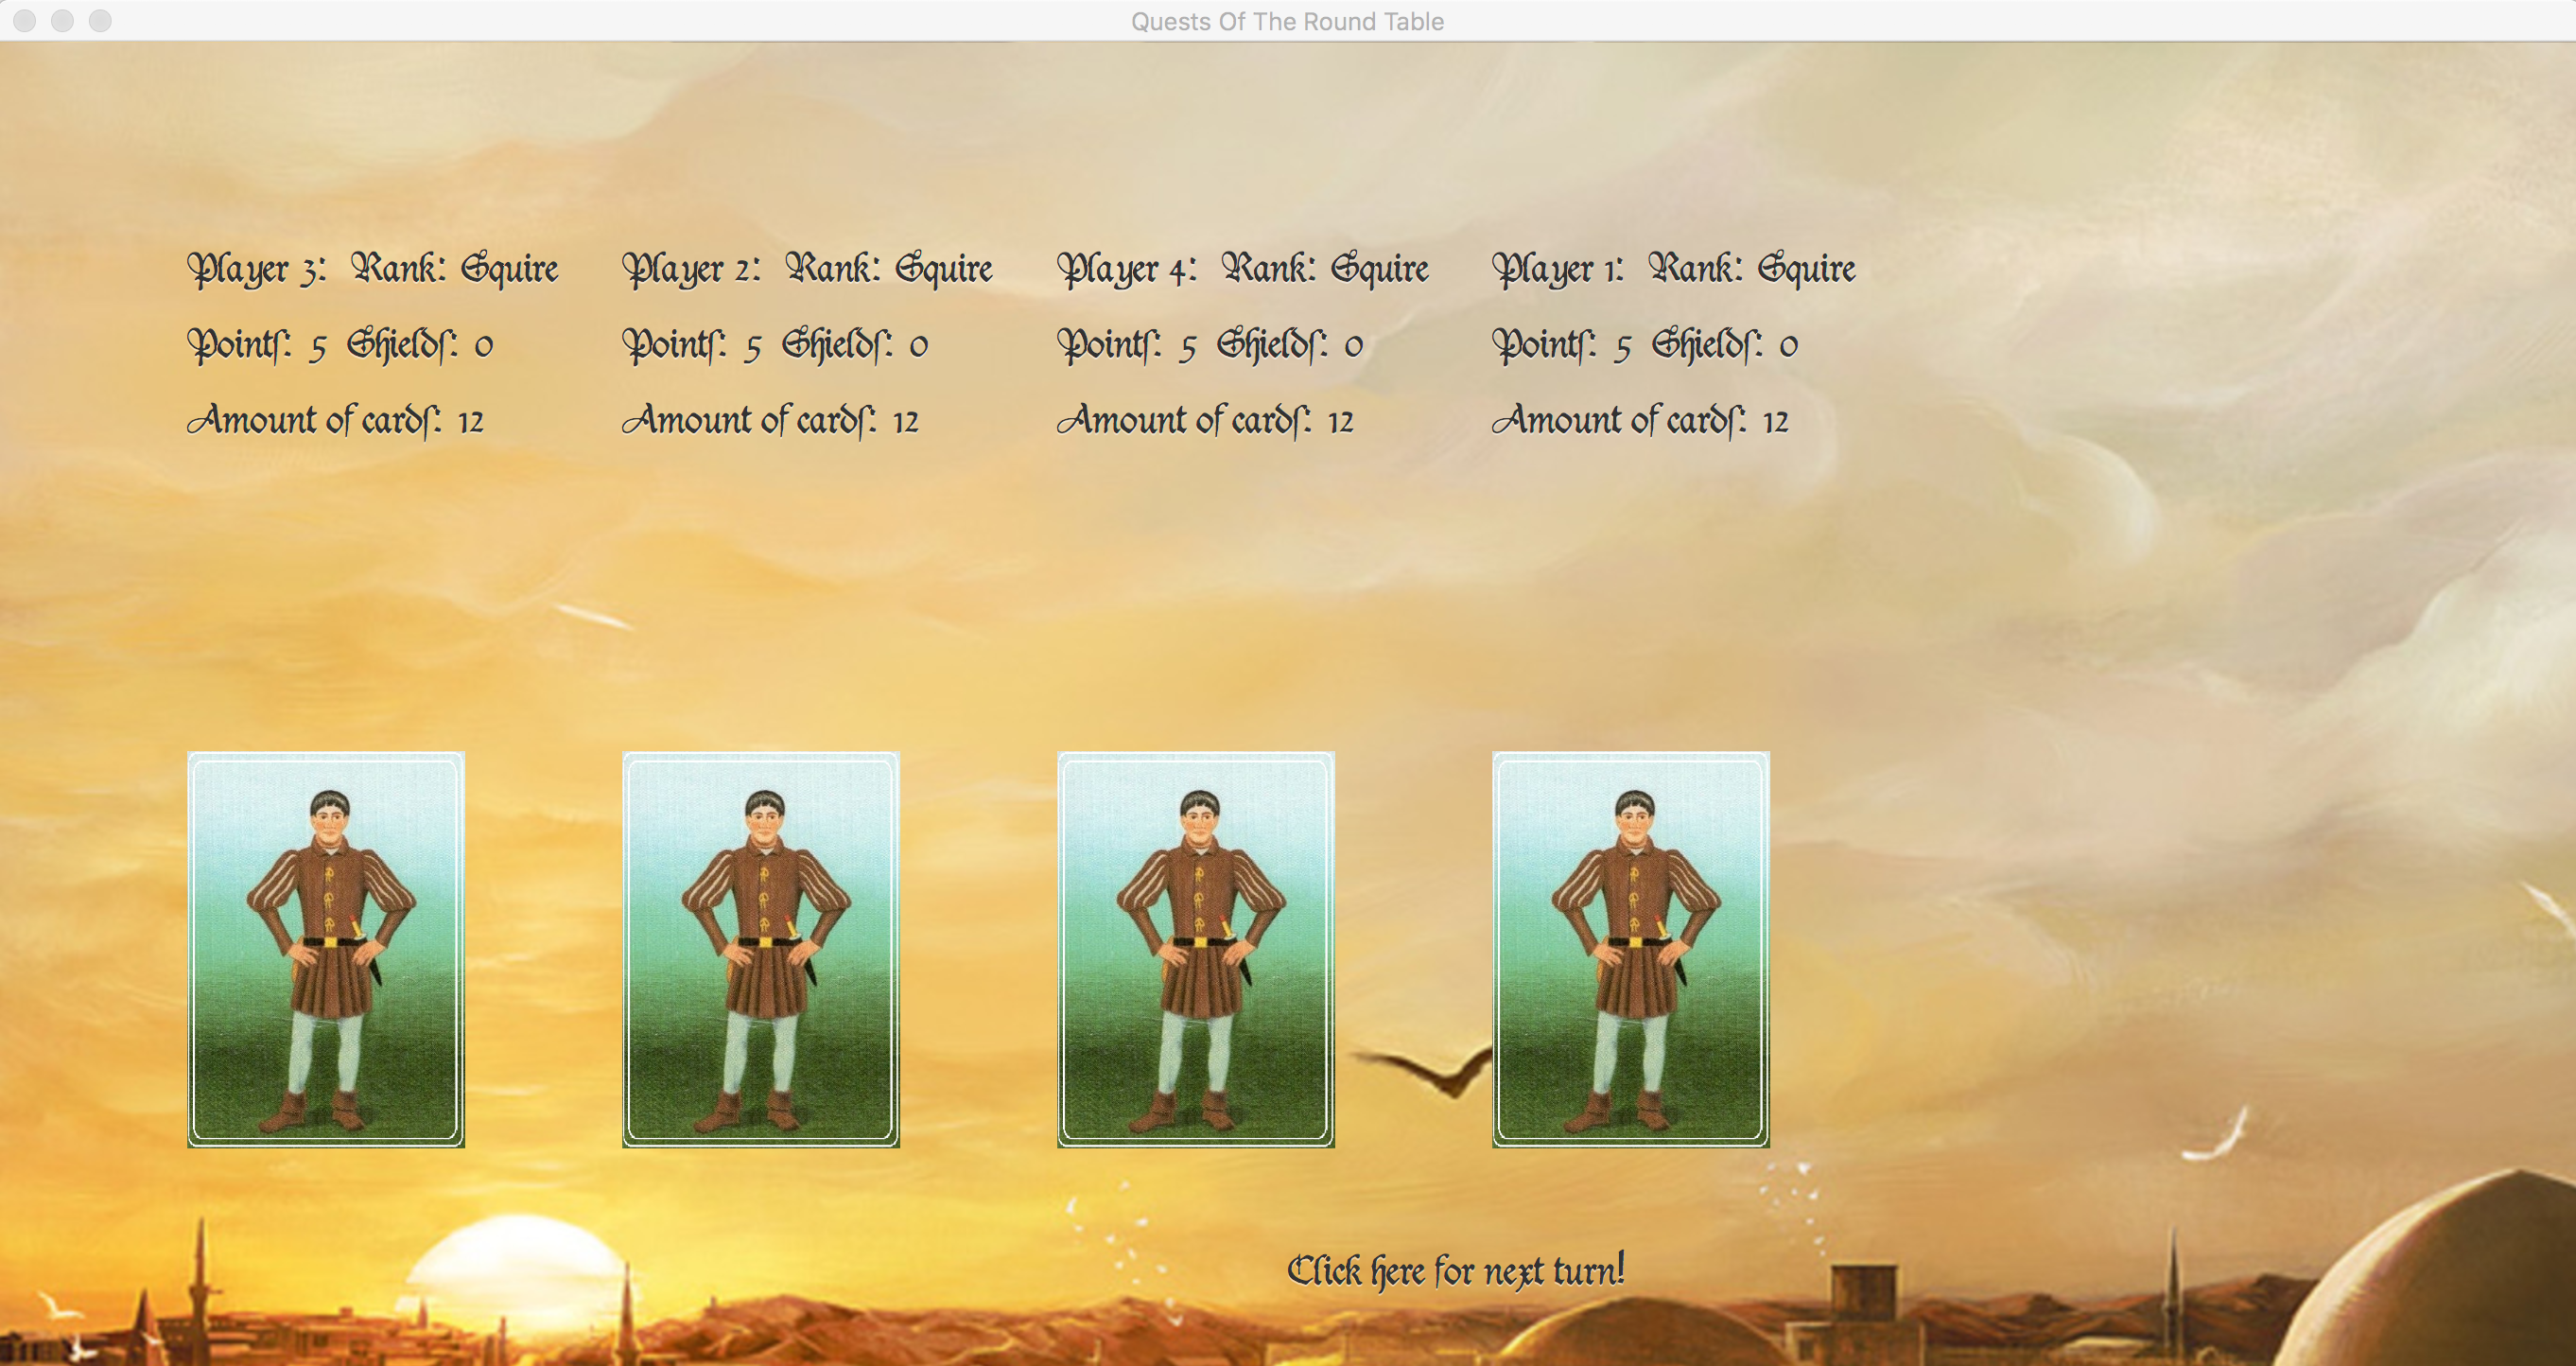 Quests Of The Round Table
Player 3: Rank: Squire
Pointſ: 5 Shieldſ: 0
Amount of cardſ: 12
Player 2: Rank: Squire
Pointſ: 5 Shieldſ: 0
Amount of cardſ: 12
Player 4: Rank: Squire
Pointſ: 5 Shieldſ: 0
Amount of cardſ: 12
Player 1: Rank: Squire
Pointſ: 5 Shieldſ: 0
Amount of cardſ: 12
Click here for next turn!